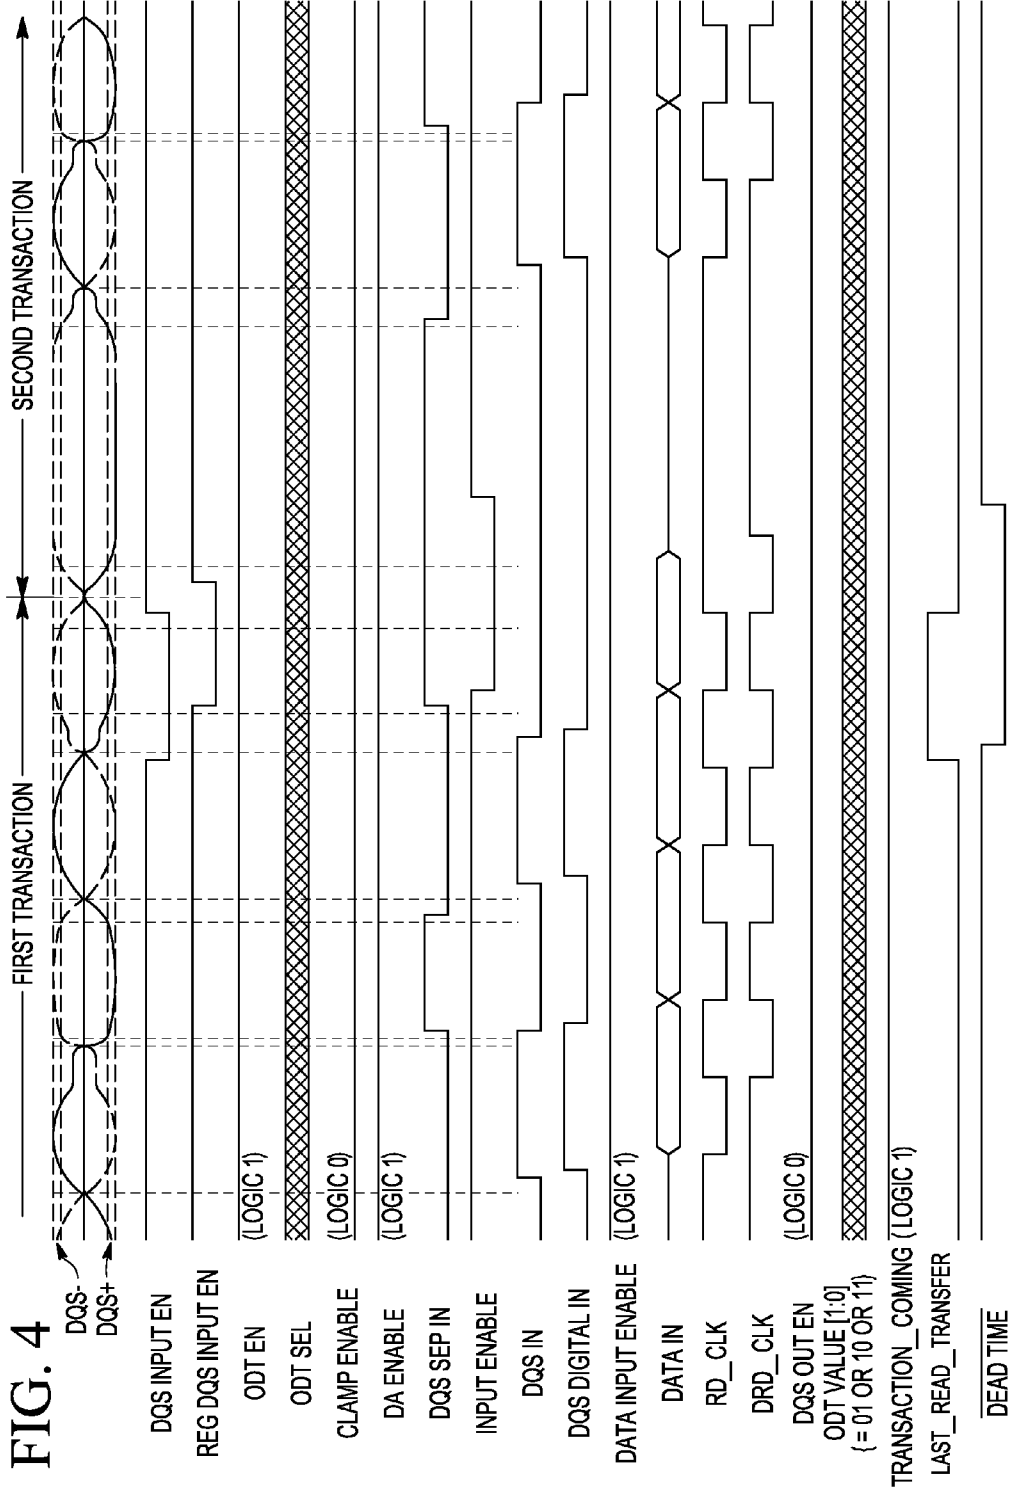 FIG. 4
FIRST TRANSACTION
SECOND TRANSACTION
DQS-
DQS+
DQS INPUT EN
REG DQS INPUT EN
ODT EN
(LOGIC 1)
ODT SEL
CLAMP ENABLE
(LOGIC 0)
DA ENABLE
(LOGIC 1)
DQS SEP IN
INPUT ENABLE
DQS IN
DQS DIGITAL IN
DATA INPUT ENABLE
(LOGIC 1)
DATA IN
RD_CLK
DRD_CLK
DQS OUT EN
(LOGIC 0)
ODT VALUE [1:0]
( = 01 OR 10 OR 11)
TRANSACTION_COMING (LOGIC 1)
LAST_READ_TRANSFER
DEAD TIME